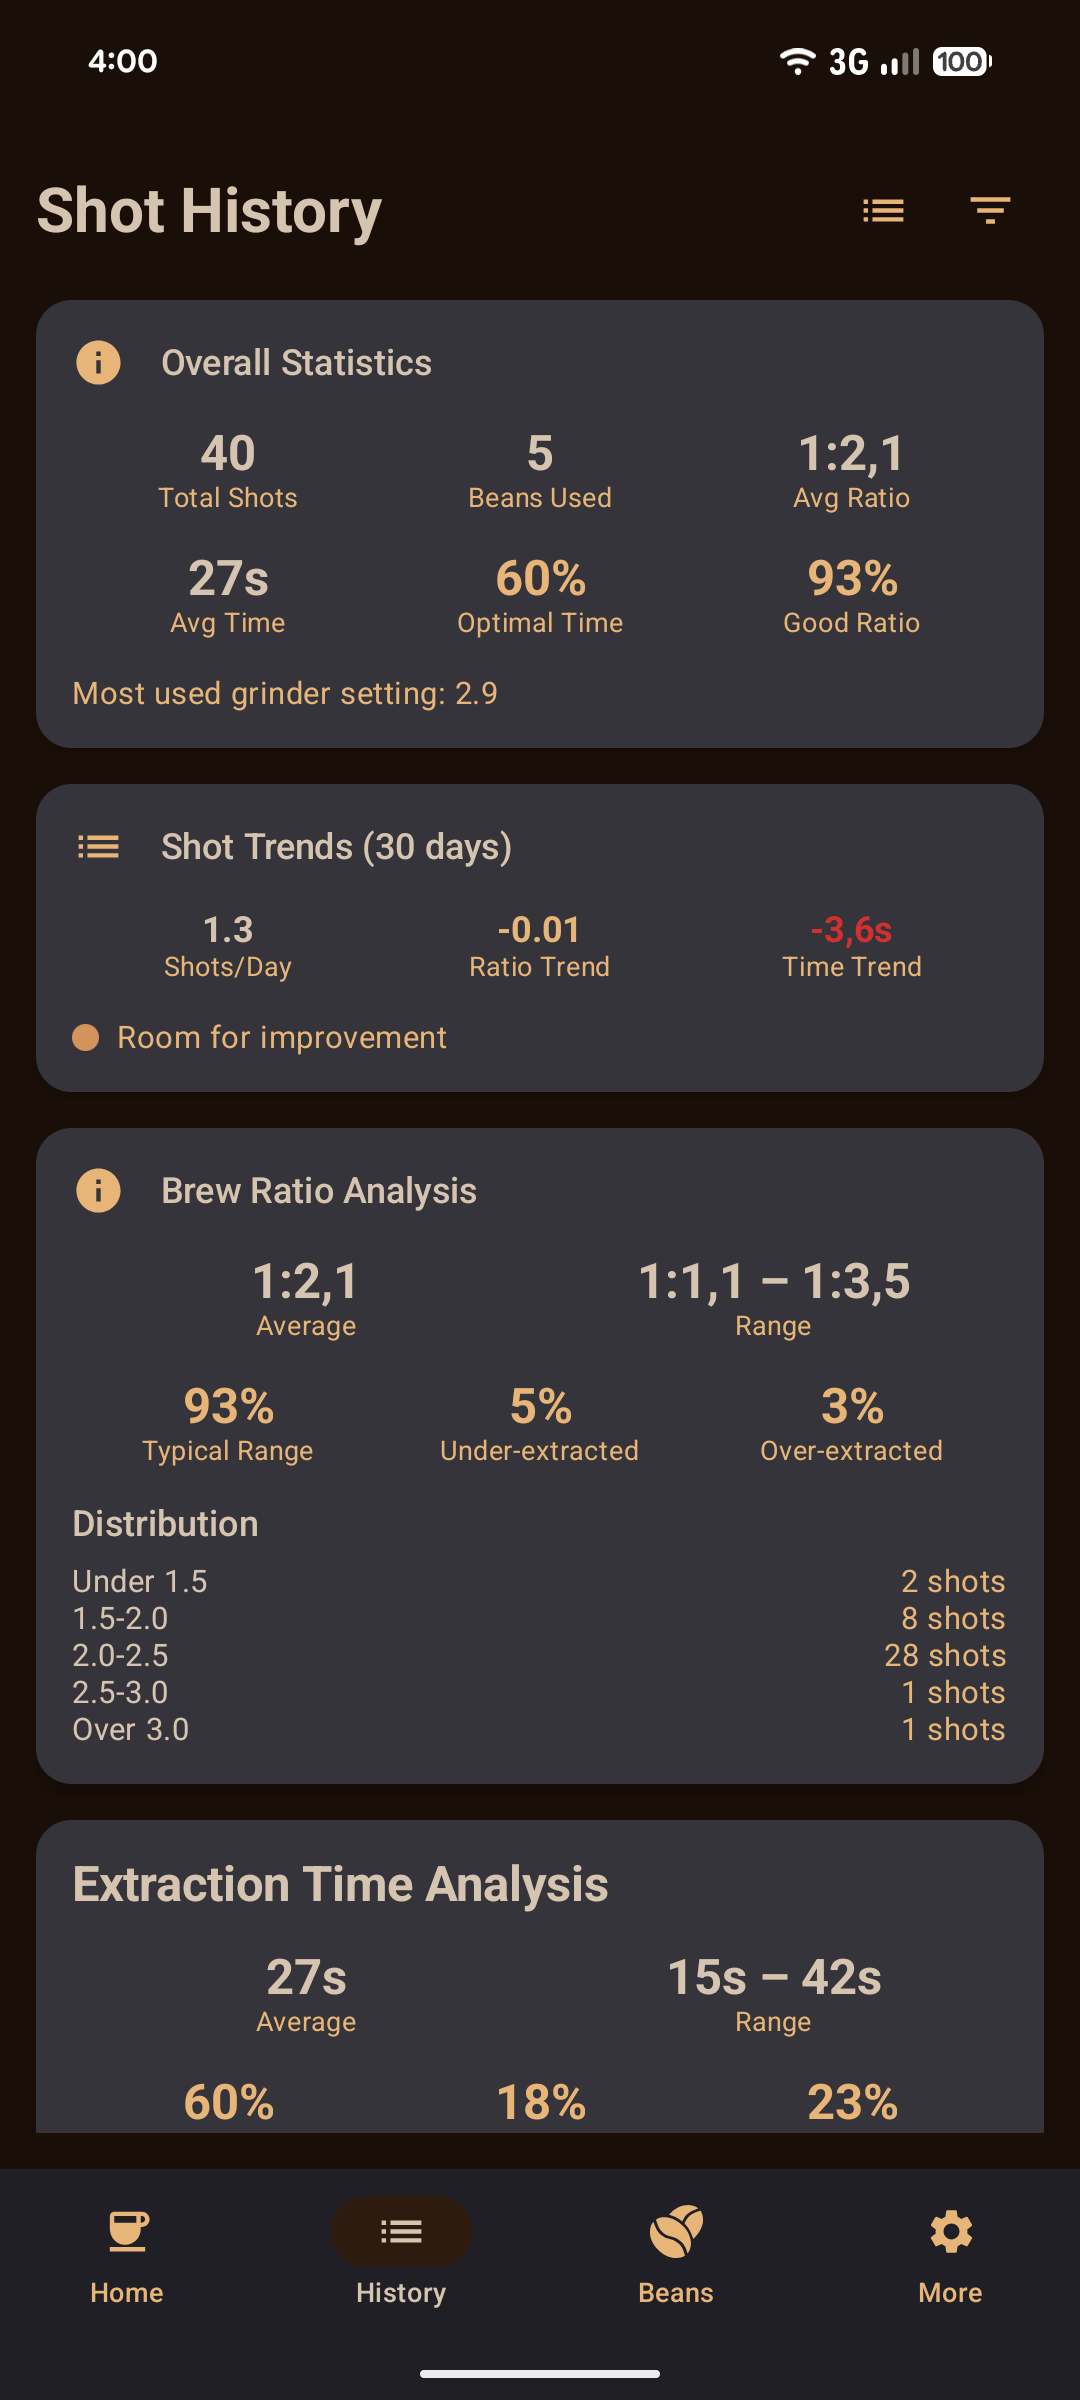 4:00
3G
100
Shot History
Overall Statistics
40
5
1:2,1
Total Shots
Beans Used
Avg Ratio
27s
60%
93%
Avg Time
Optimal Time
Good Ratio
Most used grinder setting: 2.9
Shot Trends (30 days)
1.3
-0.01
-3,6s
Shots/Day
Ratio Trend
Time Trend
Room for improvement
Brew Ratio Analysis
1:2,1
1:1,1 – 1:3,5
Average
Range
93%
5%
3%
Typical Range
Under-extracted
Over-extracted
Distribution
Under 1.5
2 shots
1.5-2.0
8 shots
2.0-2.5
28 shots
2.5-3.0
1 shots
Over 3.0
1 shots
Extraction Time Analysis
27s
15s – 42s
Average
Range
60%
18%
23%
Home
History
Beans
More